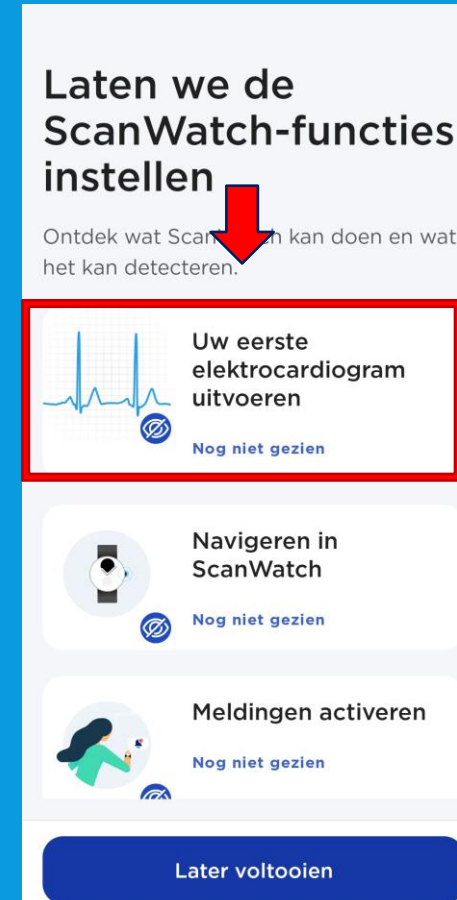 Laten we de
ScanWatch-functies
instellen
Ontdek wat Scan kan doen en wat
het kan detecteren.
Uw eerste
elektrocardiogram
uitvoeren
Nog niet gezien
Navigeren in
ScanWatch
Nog niet gezien
Meldingen activeren
Nog niet gezien
Later voltooien